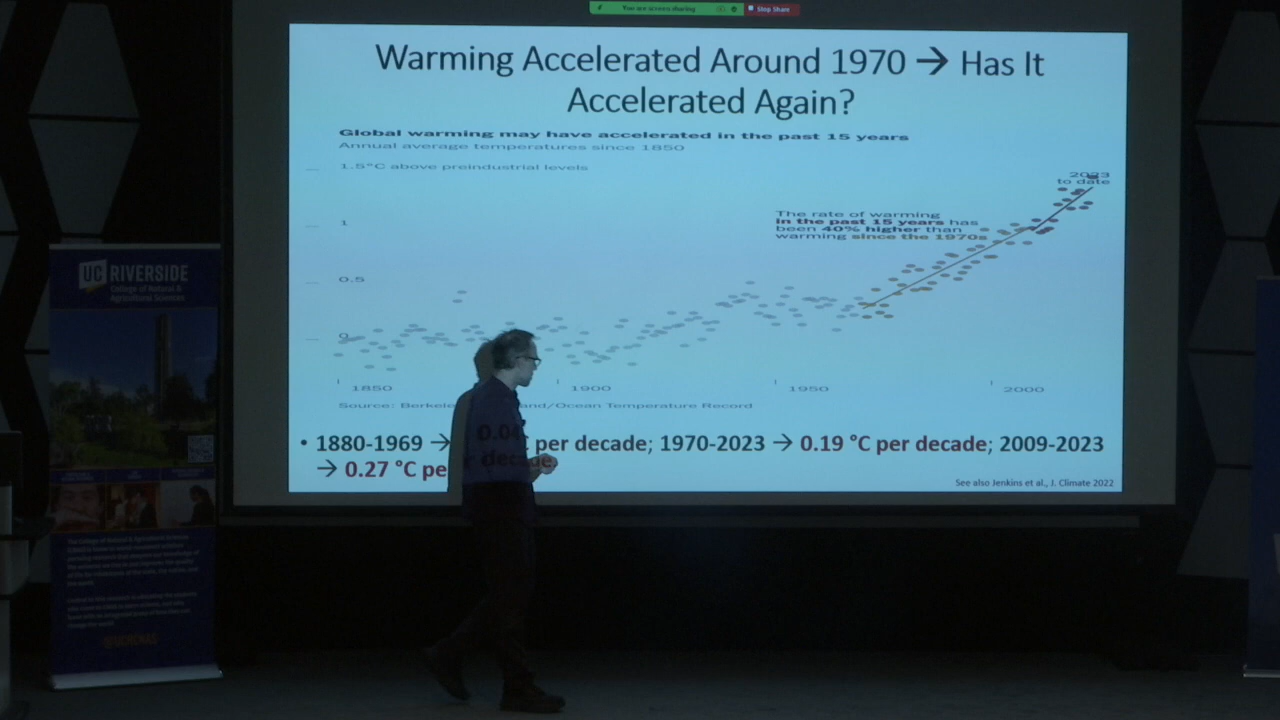 You are screen sharing
Stop Share
Warming Accelerated Around 1970 → Has It
Accelerated Again?
Global warming may have accelerated in the past 15 years
Annual average temperatures since 1850
1.5°C above preindustrial levels
2023
to date
The rate of warming
in the past 15 years has
been 40% higher than
warming since the 1970s
1
0.5
0
1850
1900
1950
2000
Source: and/Ocean Temperature Record
• 1880-1969 → 0.04 per decade; 1970-2023 → 0.19 °C per decade; 2009-2023
→ 0.27 °C per decade
See also Jenkins et al., J. Climate 2022
UC RIVERSIDE
College of Natural &
Agricultural Sciences